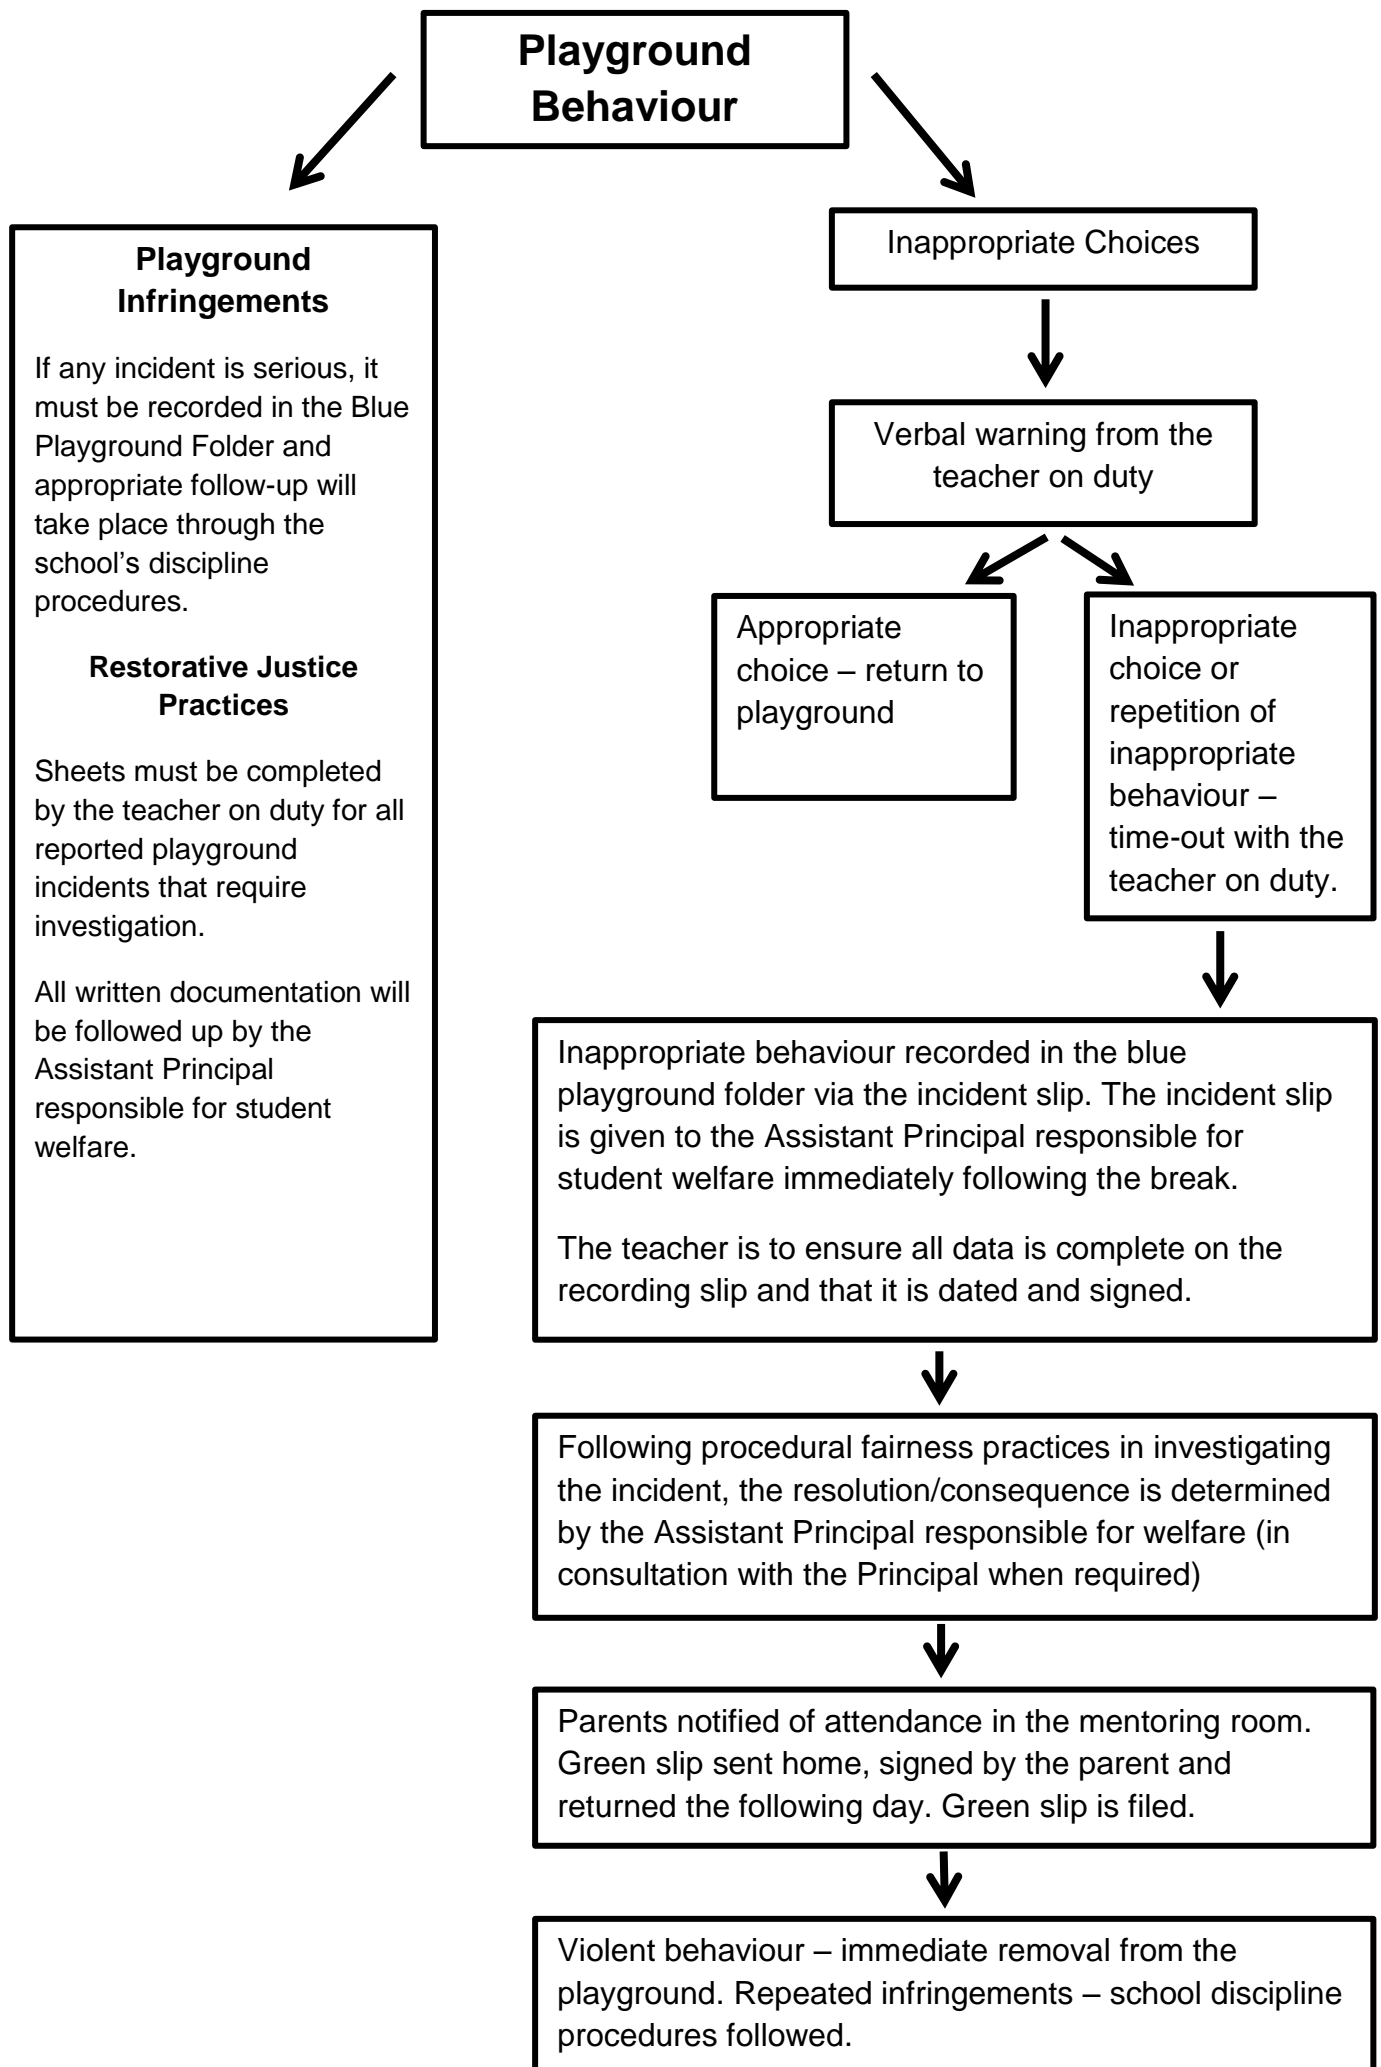 Playground
Behaviour
Playground
Infringements
If any incident is serious, it
must be recorded in the Blue
Playground Folder and
appropriate follow-up will
take place through the
school’s discipline
procedures.
Restorative Justice
Practices
Sheets must be completed
by the teacher on duty for all
reported playground
incidents that require
investigation.
All written documentation will
be followed up by the
Assistant Principal
responsible for student
welfare.
Inappropriate Choices
Verbal warning from the
teacher on duty
Appropriate
choice – return to
playground
Inappropriate
choice or
repetition of
inappropriate
behaviour –
time-out with the
teacher on duty.
Inappropriate behaviour recorded in the blue
playground folder via the incident slip. The incident slip
is given to the Assistant Principal responsible for
student welfare immediately following the break.
The teacher is to ensure all data is complete on the
recording slip and that it is dated and signed.
Following procedural fairness practices in investigating
the incident, the resolution/consequence is determined
by the Assistant Principal responsible for welfare (in
consultation with the Principal when required)
Parents notified of attendance in the mentoring room.
Green slip sent home, signed by the parent and
returned the following day. Green slip is filed.
Violent behaviour – immediate removal from the
playground. Repeated infringements – school discipline
procedures followed.